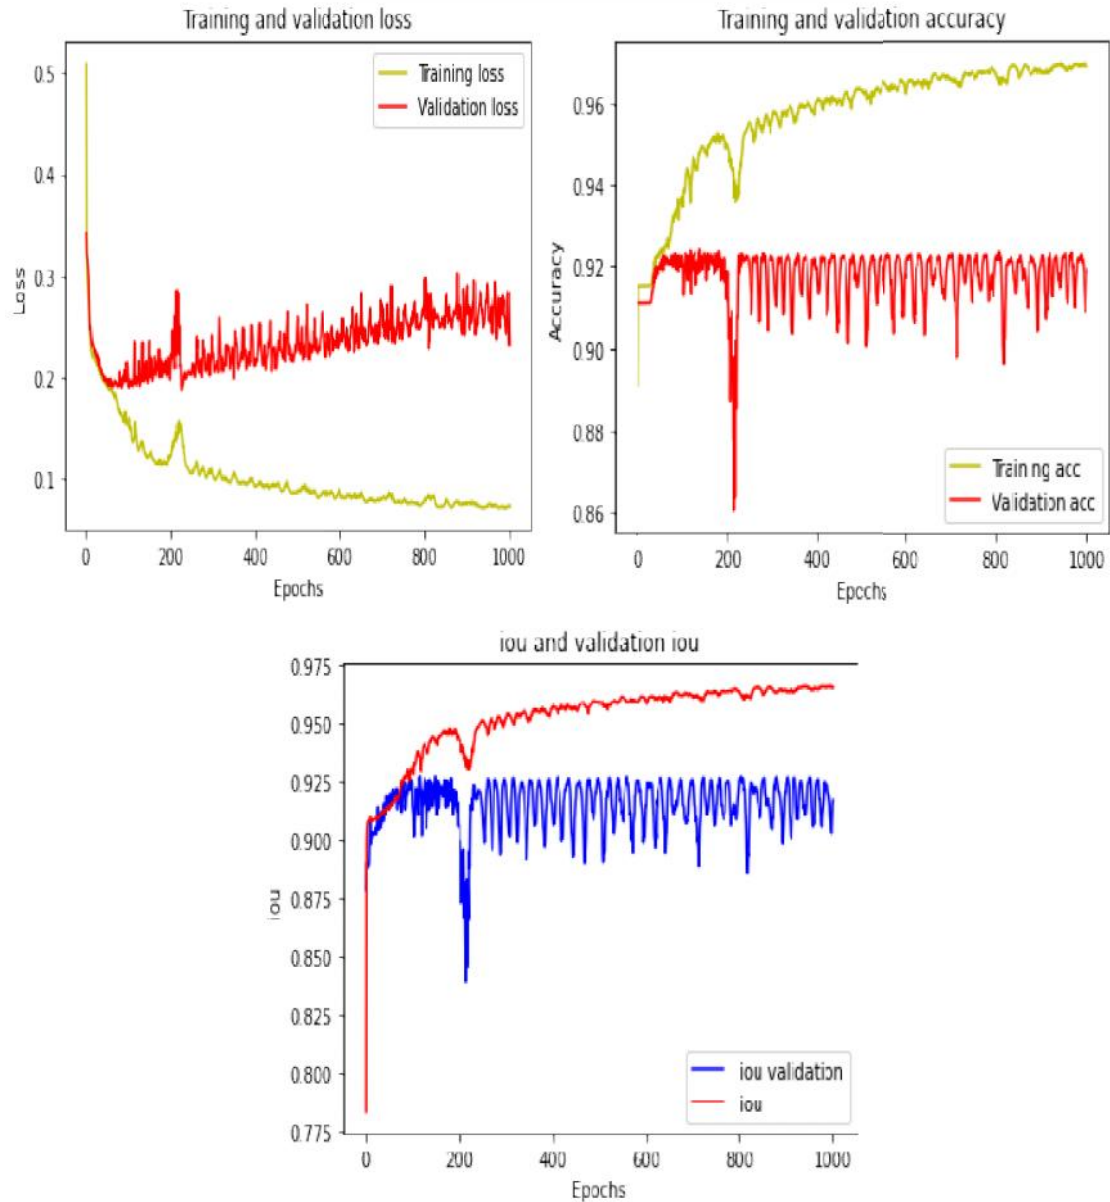 Training and validation loss
Training loss
Validation loss
Loss
0.5
0.4
0.3
0.2
0.1
0
200
400
600
800
1000
Epochs
Training and validation accuracy
Accuracy
0.96
0.94
0.92
0.90
0.88
0.86
Training acc
Validation acc
0
200
400
600
800
1000
Epochs
iou and validation iou
iou
0.975
0.950
0.925
0.900
0.875
0.850
0.825
0.800
0.775
iou validation
iou
0
200
400
600
800
1000
Epochs